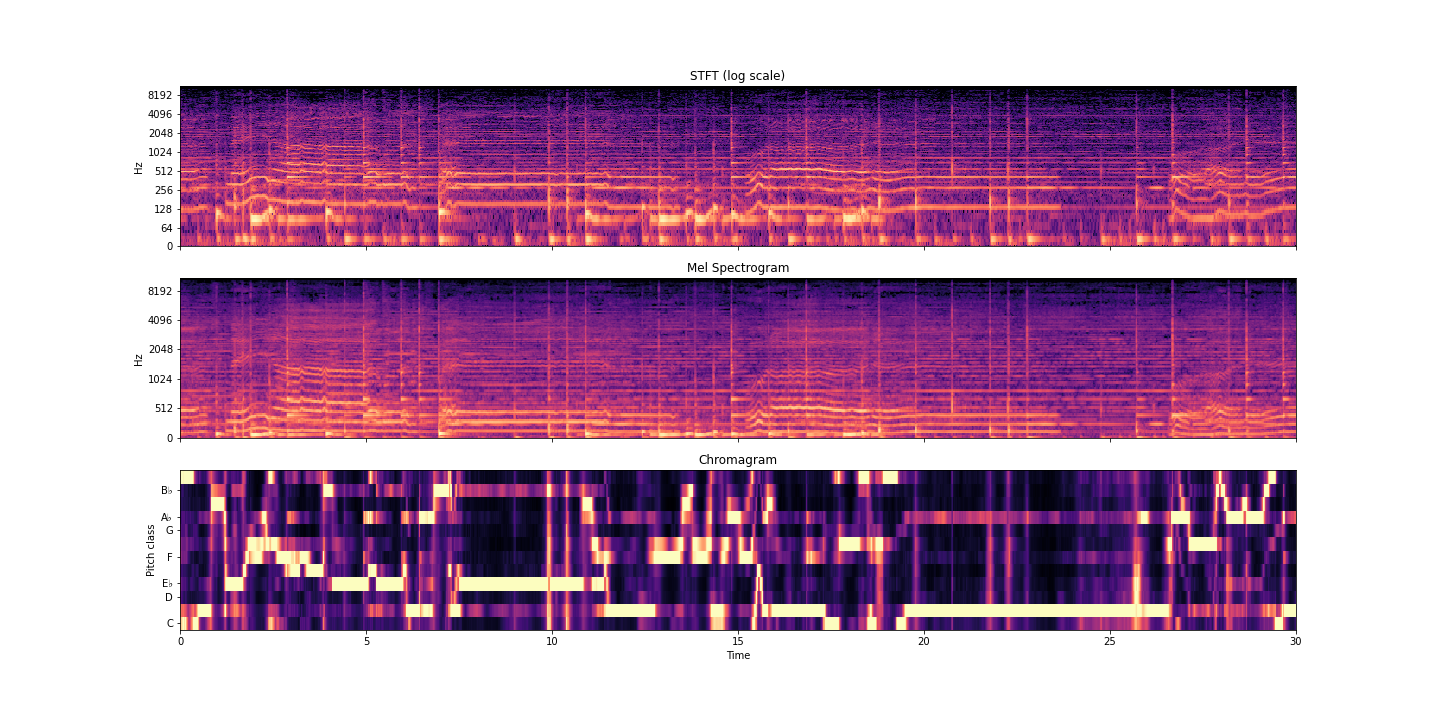 STFT (log scale)
8192
4096
2048
1024
512
256
128
64
0
Hz
Mel Spectrogram
8192
4096
2048
1024
512
0
Hz
Chromagram
B♭
A♭
G
F
E♭
D
C
Pitch class
0 5 10 15 20 25 30
Time